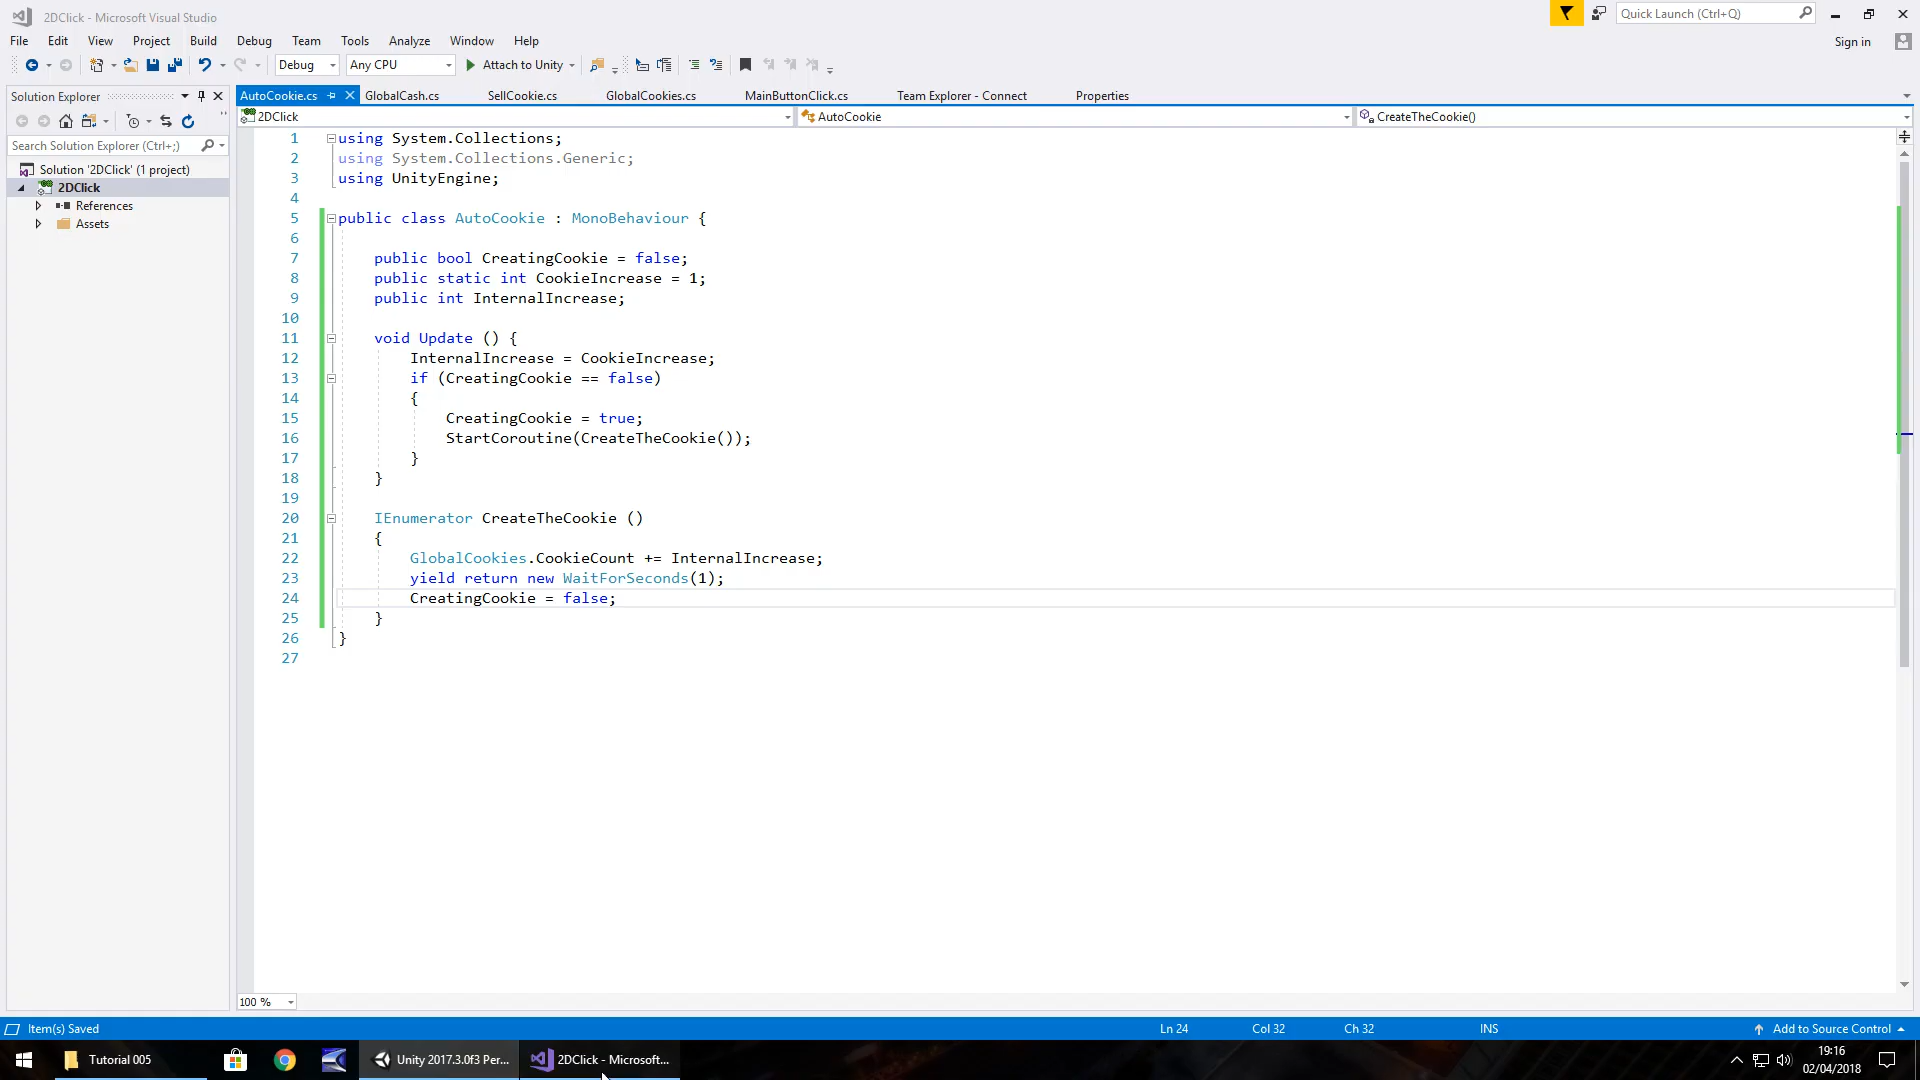 2DClick - Microsoft Visual Studio
Quick Launch (Ctrl+Q)
File Edit View Project Build Debug Team Tools Analyze Window Help
Sign in
Debug Any CPU Attach to Unity
Solution Explorer
AutoCookie.cs GlobalCash.cs SellCookie.cs GlobalCookies.cs MainButtonClick.cs Team Explorer - Connect Properties
2DClick AutoCookie CreateTheCookie()
Search Solution Explorer (Ctrl+;)
Solution '2DClick' (1 project)
2DClick
References
Assets
1 using System.Collections;
2 using System.Collections.Generic;
3 using UnityEngine;
4
5 public class AutoCookie : MonoBehaviour {
6
7 public bool CreatingCookie = false;
8 public static int CookieIncrease = 1;
9 public int InternalIncrease;
10
11 void Update () {
12 InternalIncrease = CookieIncrease;
13 if (CreatingCookie == false)
14 {
15 CreatingCookie = true;
16 StartCoroutine(CreateTheCookie());
17 }
18 }
19
20 IEnumerator CreateTheCookie ()
21 {
22 GlobalCookies.CookieCount += InternalIncrease;
23 yield return new WaitForSeconds(1);
24 CreatingCookie = false;
25 }
26 }
27
100 %
Item(s) Saved Ln 24 Col 32 Ch 32 INS Add to Source Control
Tutorial 005 Unity 2017.3.0f3 Per... 2DClick - Microsoft... 19:16
02/04/2018